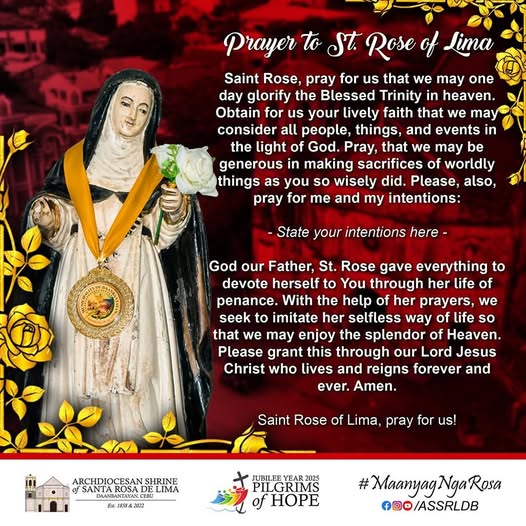 Prayer to St. Rose of Lima
Saint Rose, pray for us that we may one
day glorify the Blessed Trinity in heaven.
Obtain for us your lively faith that we may
consider all people, things, and events in
the light of God. Pray, that we may be
generous in making sacrifices of worldly
things as you so wisely did. Please, also,
pray for me and my intentions:
- State your intentions here -
God our Father, St. Rose gave everything to
devote herself to You through her life of
penance. With the help of her prayers, we
seek to imitate her selfless way of life so
that we may enjoy the splendor of Heaven.
Please grant this through our Lord Jesus
Christ who lives and reigns forever and
ever. Amen.
Saint Rose of Lima, pray for us!
ARCHDIOCESAN SHRINE
of SANTA ROSA DE LIMA
DAANBANTAYAN, CEBU
Est. 1858 & 2022
JUBILEE YEAR 2025
PILGRIMS
of HOPE
#MaanyagNgaRosa
/ASSRLDB